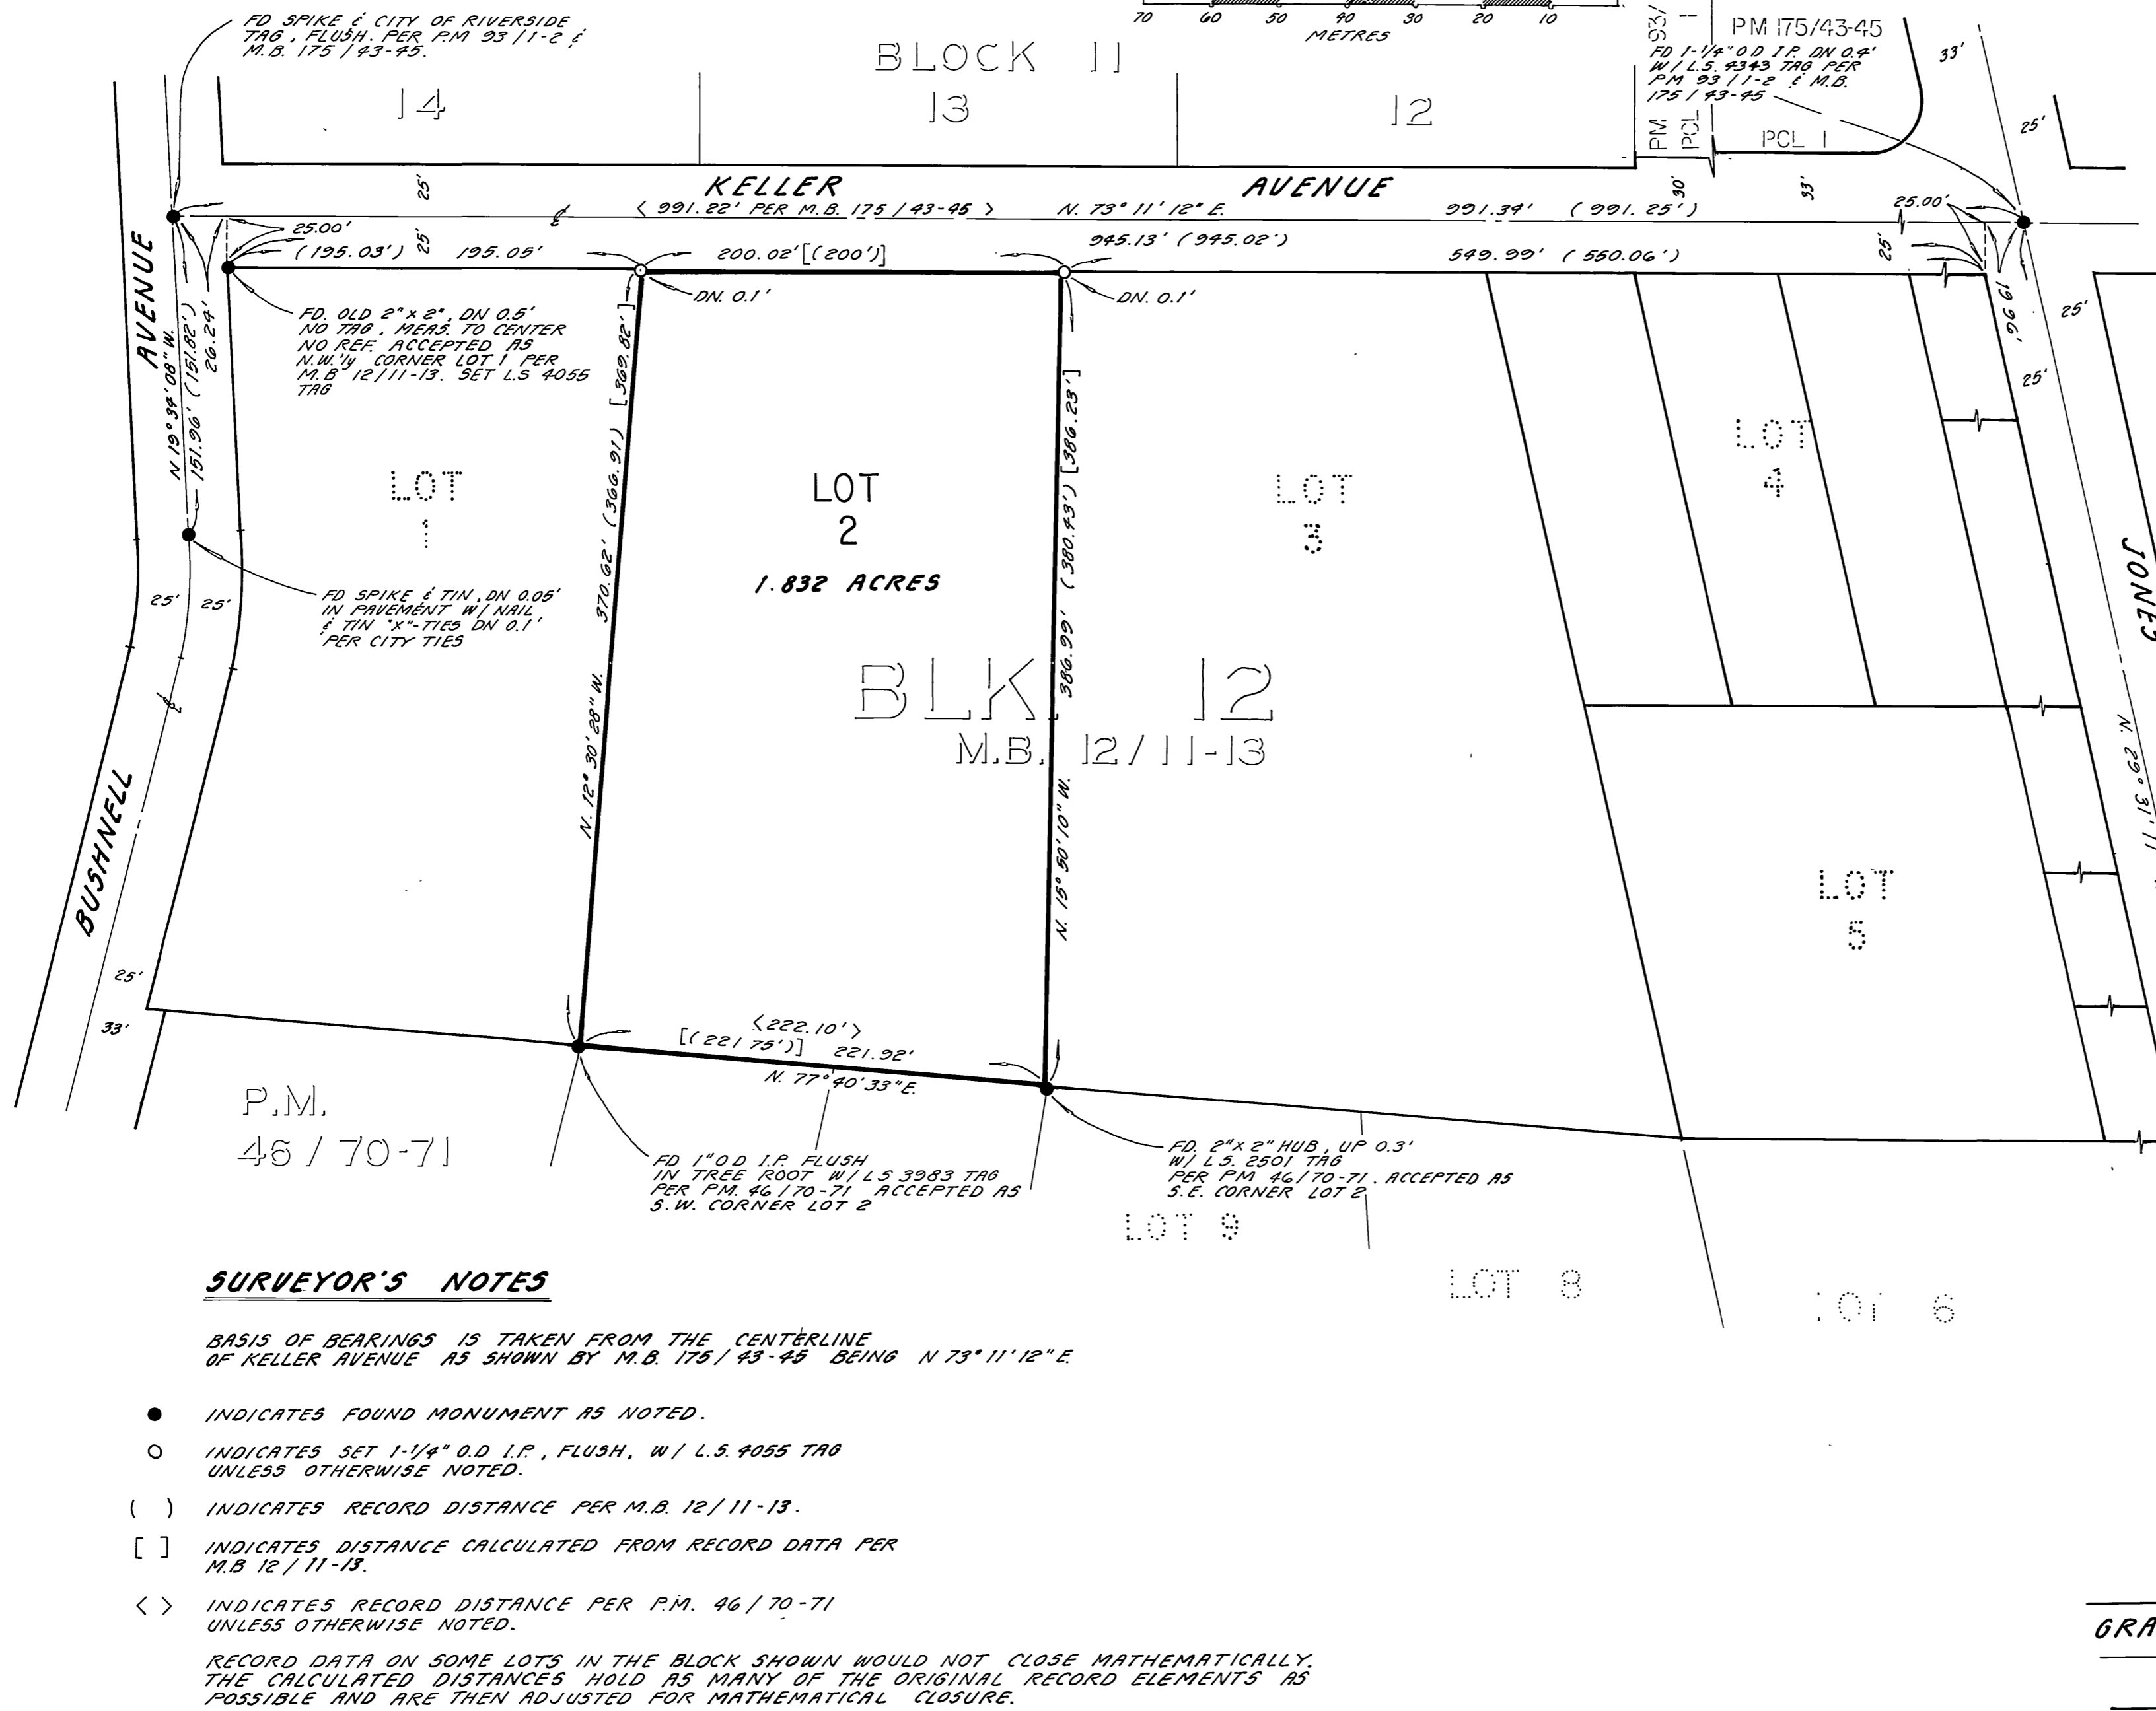 FD SPIKE & CITY OF RIVERSIDE
TAG, FLUSH. PER P.M 93/1-2 &
M.B. 175/43-45.
70 60 50 40 30 20 10
METRES
BLOCK 11
14
13
12
93/
1
PM
PCL
PM 175/43-45
FD 1-1/4" O D I.P. DN 0.4'
W/ L.S. 4343 TAG PER
PM 93/1-2 & M.B.
175/43-45
PCL 1
33'
25'
KELLER AVENUE
25'
30'
33'
<991.22' PER M.B. 175/43-45> N. 73° 11' 12" E. 991.34' (991.25')
25.00'
25.00'
25'
945.13' (945.02')
(195.03') 195.05'
200.02'[(200')]
549.99' (550.06')
25'
19 96'
DN. 0.1'
DN. 0.1'
25'
25'
AVENUE
N 19° 34' 08" W.
151.96' (151.82')
26.24'
FD. OLD 2" X 2", DN 0.5'
NO TAG, MEAS. TO CENTER
NO REF. ACCEPTED AS
N.W.'ly CORNER LOT 1 PER
M.B 12/11-13. SET L.S 4055
TAG
LOT
1
LOT
2
1.832 ACRES
LOT
3
LOT
4
N. 12° 30' 28" W. 370.62' (366.91) [369.82']
N. 15° 50' 10" W. 386.99' (380.43') [386.23']
FD SPIKE & TIN, DN 0.05'
IN PAVEMENT W/ NAIL
& TIN "X"-TIES DN 0.1'
PER CITY TIES
25' 25'
JONES
N. 29° 31' 11
BLK. 12
M.B. 12/11-13
BUSHNELL
LOT
5
25'
33'
<222.10'>
[(221 75')] 221.92'
N. 77° 40' 33" E.
P.M.
46/70-71
FD 1" O D I.P. FLUSH
IN TREE ROOT W/ L S 3983 TAG
PER PM. 46/70-71 ACCEPTED AS
S.W. CORNER LOT 2
FD. 2" X 2" HUB, UP 0.3'
W/ L.S. 2501 TAG
PER PM 46/70-71. ACCEPTED AS
S.E. CORNER LOT 2
LOT 9
LOT 8
LOT 6
SURVEYOR'S NOTES
BASIS OF BEARINGS IS TAKEN FROM THE CENTERLINE
OF KELLER AVENUE AS SHOWN BY M.B. 175/43-45 BEING N 73° 11' 12" E.
INDICATES FOUND MONUMENT AS NOTED.
INDICATES SET 1-1/4" O.D I.P., FLUSH, W/ L.S. 4055 TAG
UNLESS OTHERWISE NOTED.
( ) INDICATES RECORD DISTANCE PER M.B. 12/11-13.
[ ] INDICATES DISTANCE CALCULATED FROM RECORD DATA PER
M.B 12/11-13.
< > INDICATES RECORD DISTANCE PER P.M. 46/70-71
UNLESS OTHERWISE NOTED.
RECORD DATA ON SOME LOTS IN THE BLOCK SHOWN WOULD NOT CLOSE MATHEMATICALLY.
THE CALCULATED DISTANCES HOLD AS MANY OF THE ORIGINAL RECORD ELEMENTS AS
POSSIBLE AND ARE THEN ADJUSTED FOR MATHEMATICAL CLOSURE.
GRA